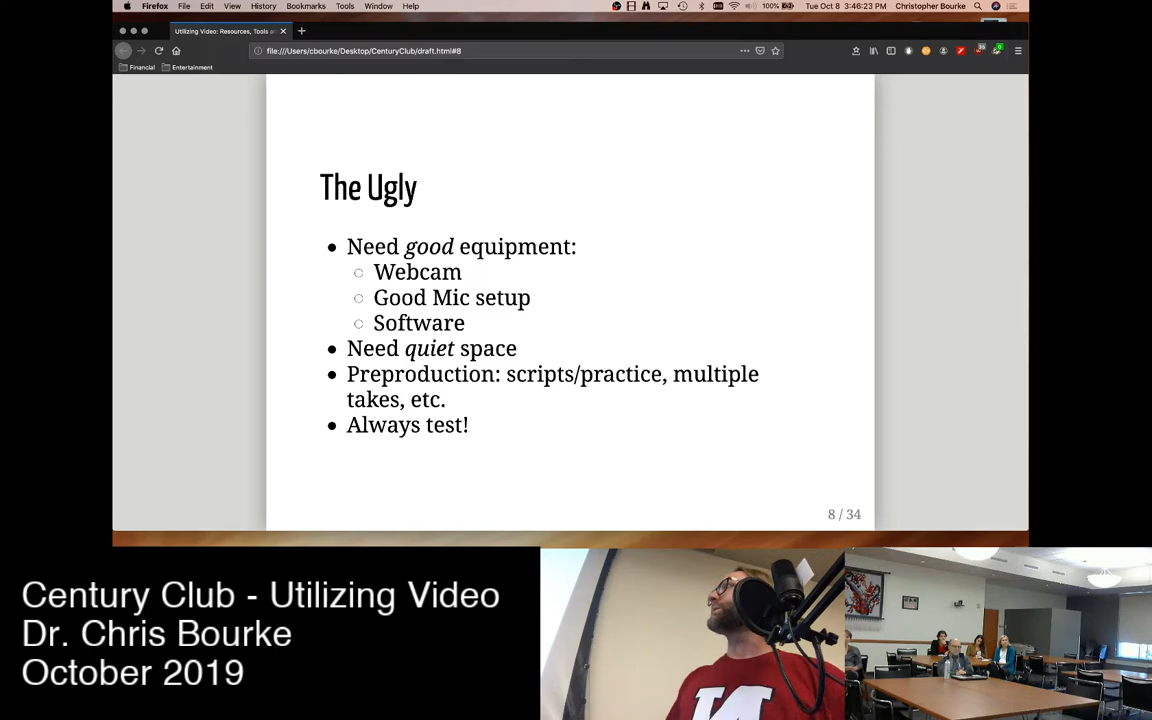 Firefox File Edit View History Bookmarks Tools Window Help 100% Tue Oct 8 3:46:23 PM Christopher Bourke
Utilizing Video: Resources, Tools
file:///Users/cbourke/Desktop/CenturyClub/draft.html#8
Financial Entertainment
The Ugly
Need good equipment:
Webcam
Good Mic setup
Software
Need quiet space
Preproduction: scripts/practice, multiple
takes, etc.
Always test!
8 / 34
Century Club - Utilizing Video
Dr. Chris Bourke
October 2019
N